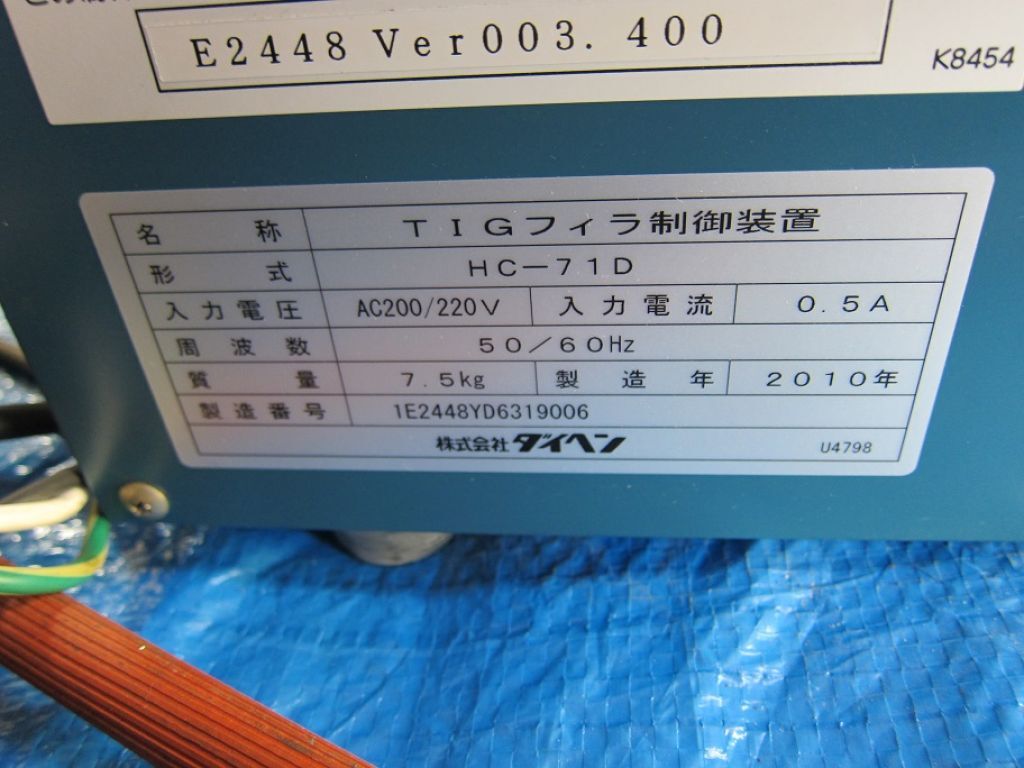 E2448 Ver003. 400
K8454
名称 TIGフィラ制御装置
形式 HC-71D
入力電圧 AC200/220V 入力電流 0.5A
周波数 50/60Hz
質量 7.5kg 製造年 2010年
製造番号 1E2448YD6319006
株式会社ダイヘン U4798